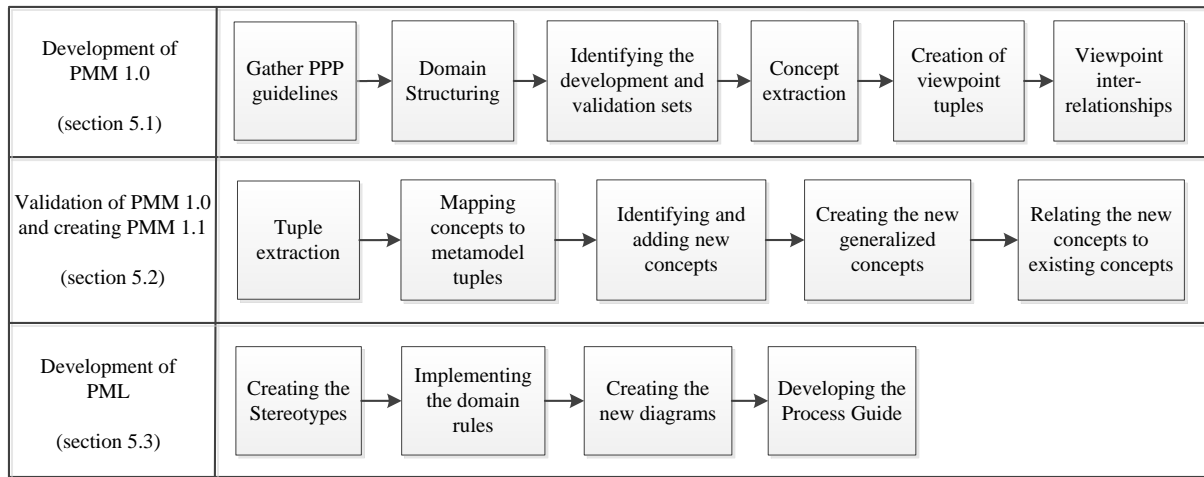 Development of
PMM 1.0
(section 5.1)
Gather PPP
guidelines
Domain
Structuring
Identifying the
development and
validation sets
Concept
extraction
Creation of
viewpoint
tuples
Viewpoint
inter-
relationships
Validation of PMM 1.0
and creating PMM 1.1
(section 5.2)
Tuple
extraction
Mapping
concepts to
metamodel
tuples
Identifying and
adding new
concepts
Creating the new
generalized
concepts
Relating the new
concepts to
existing concepts
Development of
PML
(section 5.3)
Creating the
Stereotypes
Implementing
the domain
rules
Creating the
new diagrams
Developing the
Process Guide